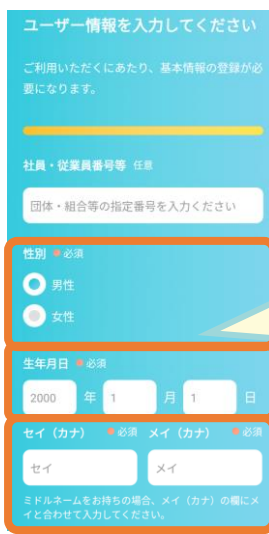 ユーザー情報を入力してください
ご利用いただくにあたり、基本情報の登録が必
要になります。
社員・従業員番号等 任意
団体・組合等の指定番号を入力ください
性別 必須
男性
女性
生年月日 必須
2000 年 1 月 1 日
セイ（カナ） 必須 メイ（カナ） 必須
セイ メイ
ミドルネームをお持ちの場合、メイ（カナ）の欄にメ
イと合わせて入力してください。